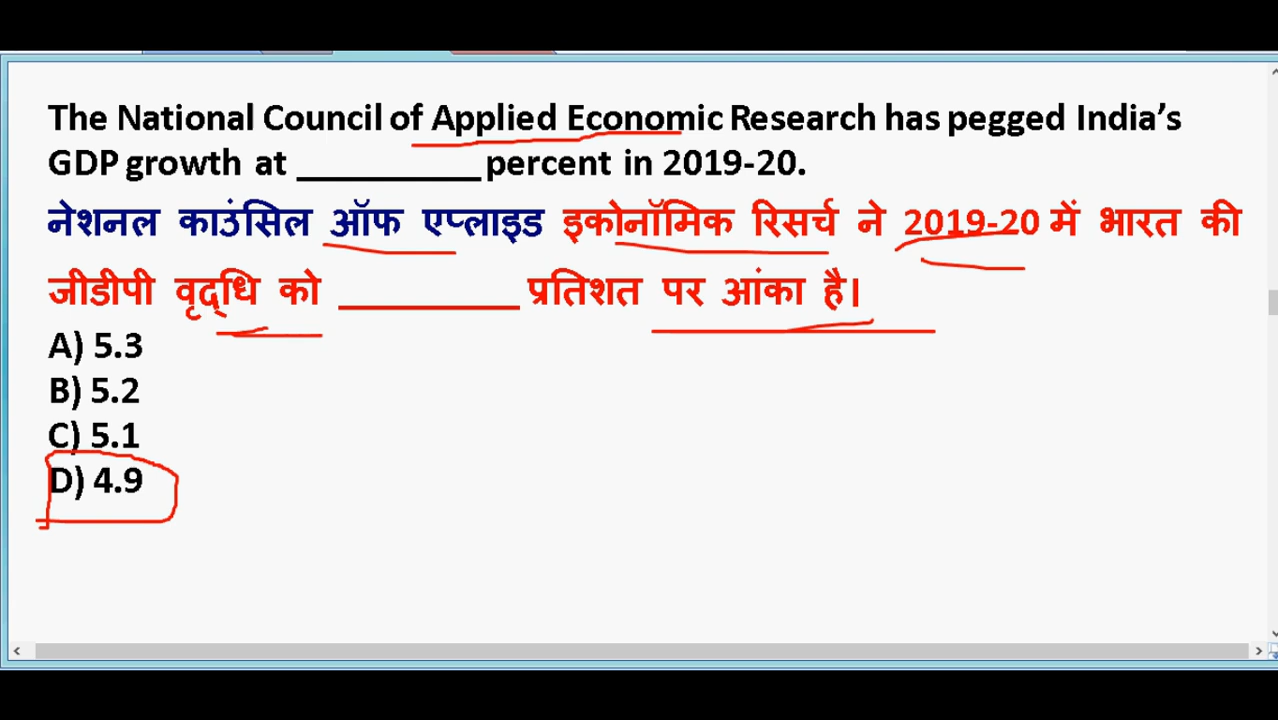 The National Council of Applied Economic Research has pegged India’s
GDP growth at __________ percent in 2019-20.
नेशनल काउंसिल ऑफ एप्लाइड इकोनॉमिक रिसर्च ने 2019-20 में भारत की
जीडीपी वृद्धि को __________ प्रतिशत पर आंका है।
A) 5.3
B) 5.2
C) 5.1
D) 4.9